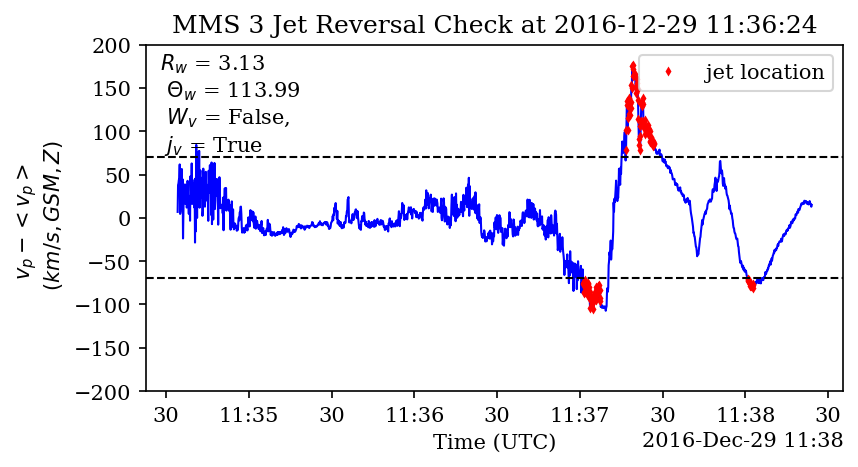 MMS 3 Jet Reversal Check at 2016-12-29 11:36:24
R_w = 3.13
Θ_w = 113.99
W_v = False,
j_v = True
jet location
v_p − < v_p >
(km/s, GSM, Z)
200
150
100
50
0
−50
−100
−150
−200
30 11:35 30 11:36 30 11:37 30 11:38 30
Time (UTC)
2016-Dec-29 11:38